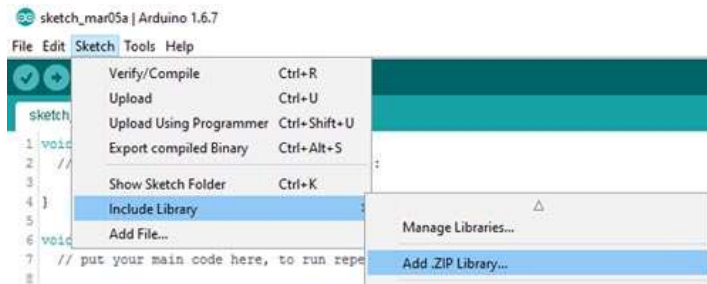 sketch_mar05a | Arduino 1.6.7
File Edit Sketch Tools Help
Verify/Compile Ctrl+R
Upload Ctrl+U
Upload Using Programmer Ctrl+Shift+U
Export compiled Binary Ctrl+Alt+S
Show Sketch Folder Ctrl+K
Include Library
Add File...
Manage Libraries...
Add .ZIP Library...
sketch_
1 void
2 // :
3
4 }
5
6 void
7 // put your main code here, to run repe
8